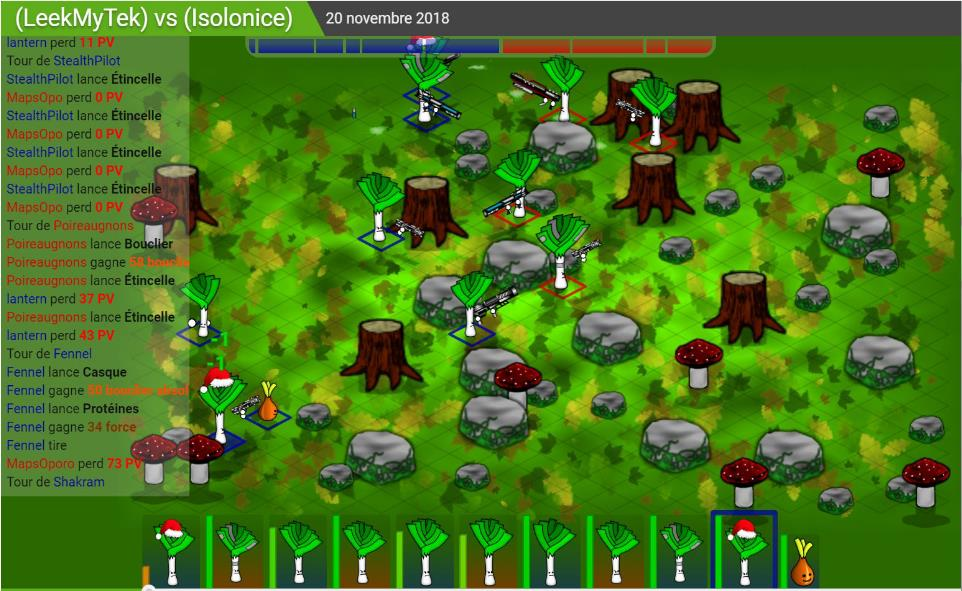 (LeekMyTek) vs (Isolonice)
20 novembre 2018
lantern perd 11 PV
Tour de StealthPilot
StealthPilot lance Étincelle
MapsOpo perd 0 PV
StealthPilot lance Étincelle
MapsOpo perd 0 PV
StealthPilot lance Étincelle
MapsOpo perd 0 PV
StealthPilot lance Étincelle
MapsOpo perd 0 PV
Tour de Poireaugnons
Poireaugnons lance Bouclier
Poireaugnons gagne 58 bouclie
Poireaugnons lance Étincelle
lantern perd 37 PV
Poireaugnons lance Étincelle
lantern perd 43 PV
Tour de Fennel
Fennel lance Casque
Fennel gagne 50 bouclier absol
Fennel lance Protéines
Fennel gagne 34 force
Fennel tire
MapsOporo perd 73 PV
Tour de Shakram
-1
-1